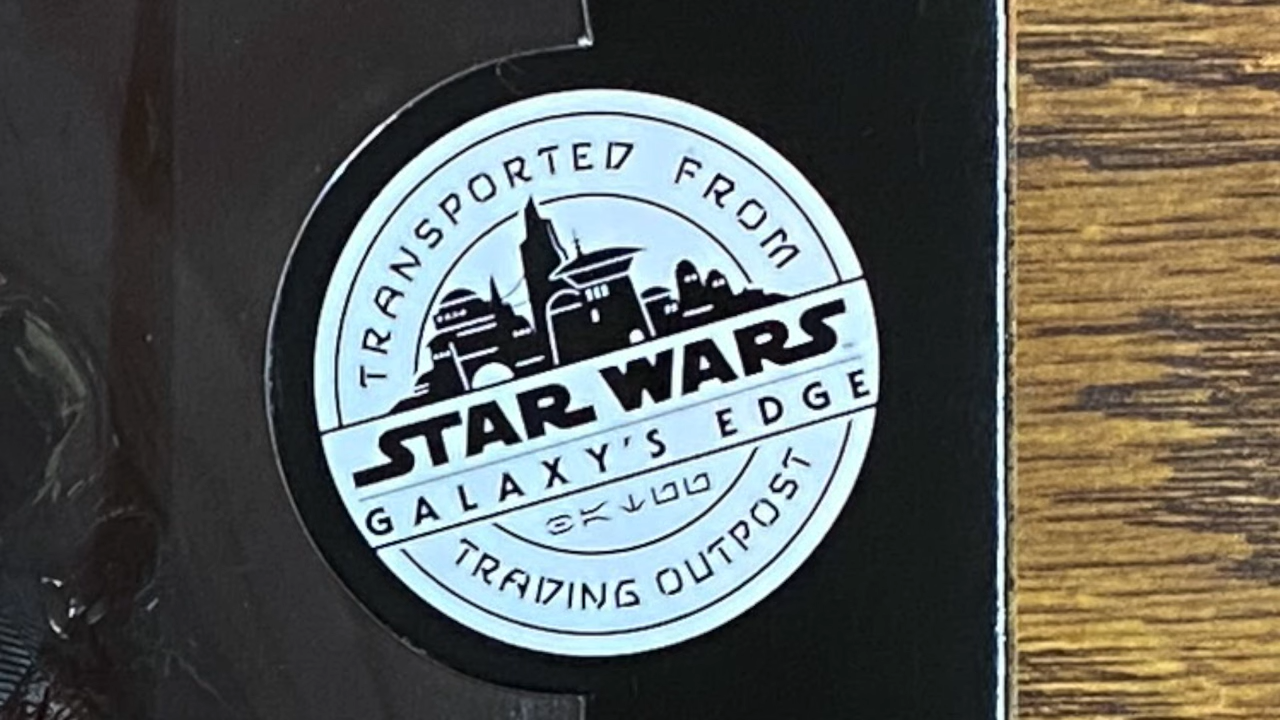 TRANSPORTED FROM
STAR WARS
GALAXY'S EDGE
TRADING OUTPOST